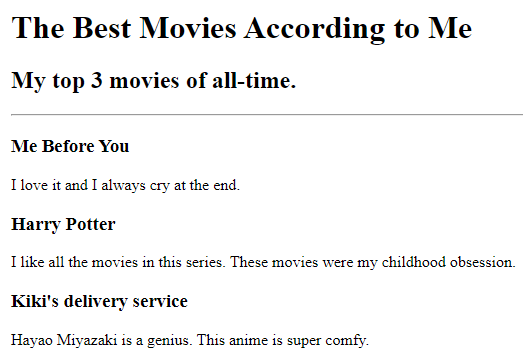 The Best Movies According to Me
My top 3 movies of all-time.
Me Before You
I love it and I always cry at the end.
Harry Potter
I like all the movies in this series. These movies were my childhood obsession.
Kiki's delivery service
Hayao Miyazaki is a genius. This anime is super comfy.